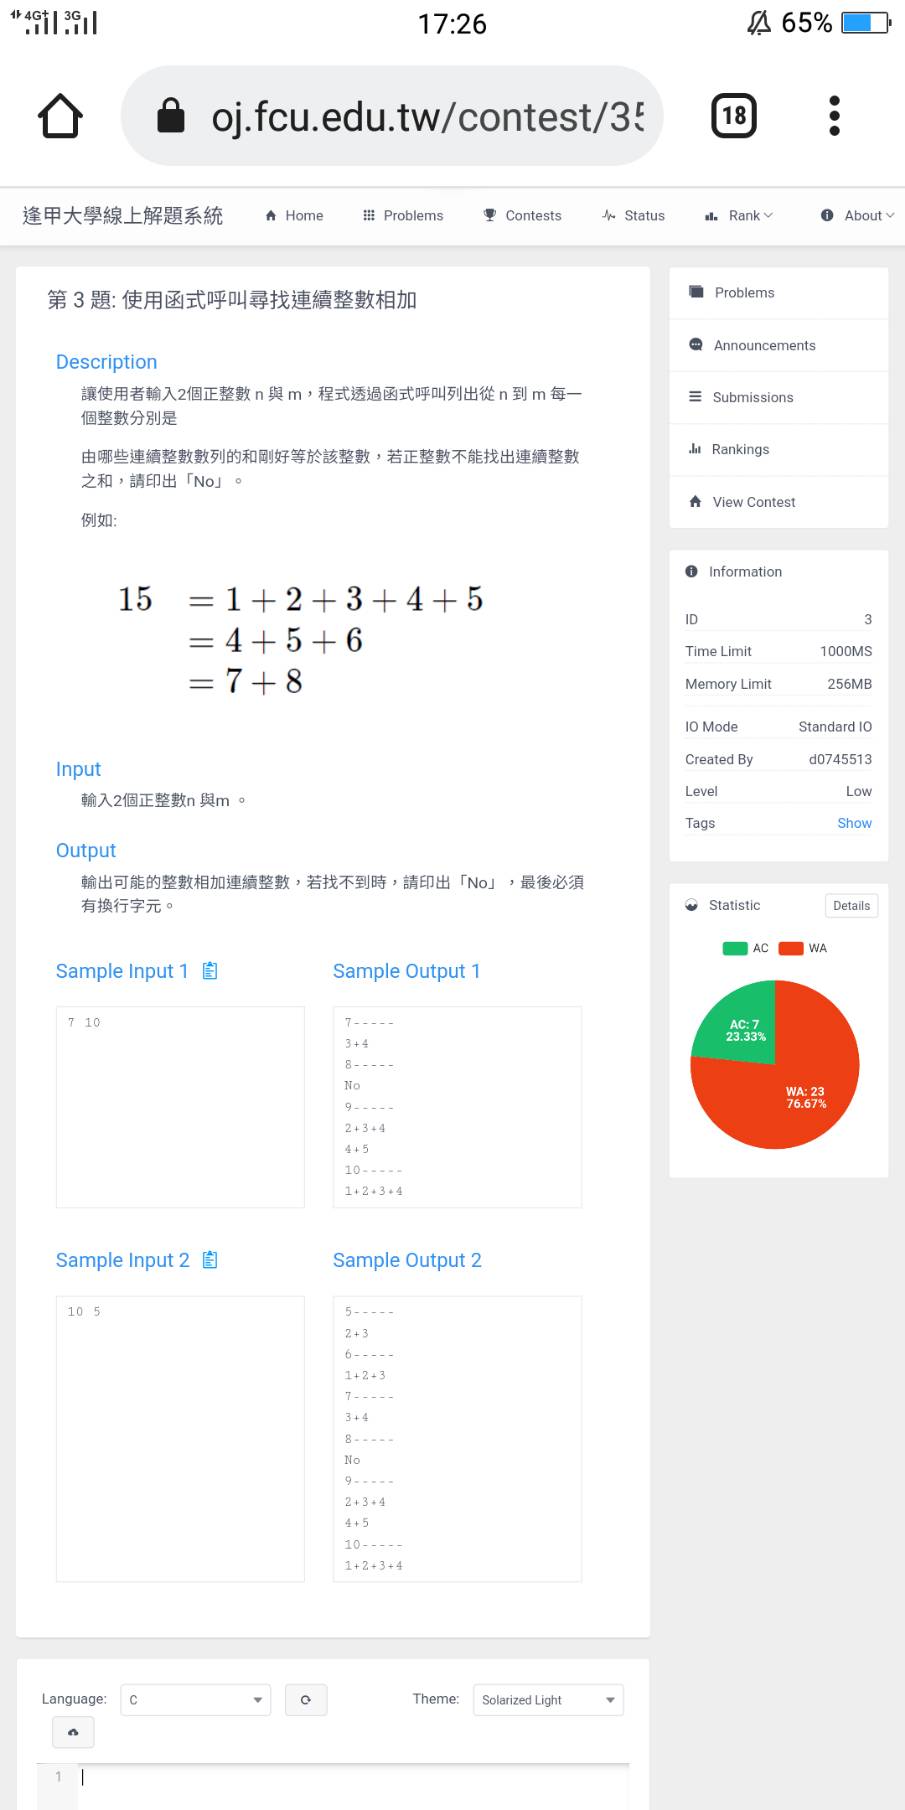 4G+ 3G 17:26 65%
oj.fcu.edu.tw/contest/35 18
逢甲大學線上解題系統 Home Problems Contests Status Rank About
第 3 題: 使用函式呼叫尋找連續整數相加
Description
讓使用者輸入2個正整數 n 與 m，程式透過函式呼叫列出從 n 到 m 每一
個整數分別是
由哪些連續整數數列的和剛好等於該整數，若正整數不能找出連續整數
之和，請印出「No」。
例如:
15 = 1 + 2 + 3 + 4 + 5
= 4 + 5 + 6
= 7 + 8
Input
輸入2個正整數n 與m 。
Output
輸出可能的整數相加連續整數，若找不到時，請印出「No」，最後必須
有換行字元。
Sample Input 1
7 10
Sample Output 1
7-----
3+4
8-----
No
9-----
2+3+4
4+5
10-----
1+2+3+4
Sample Input 2
10 5
Sample Output 2
5-----
2+3
6-----
1+2+3
7-----
3+4
8-----
No
9-----
2+3+4
4+5
10-----
1+2+3+4
Language: C Theme: Solarized Light
1
Problems
Announcements
Submissions
Rankings
View Contest
Information
ID 3
Time Limit 1000MS
Memory Limit 256MB
IO Mode Standard IO
Created By d0745513
Level Low
Tags Show
Statistic Details
AC WA
AC: 7
23.33%
WA: 23
76.67%